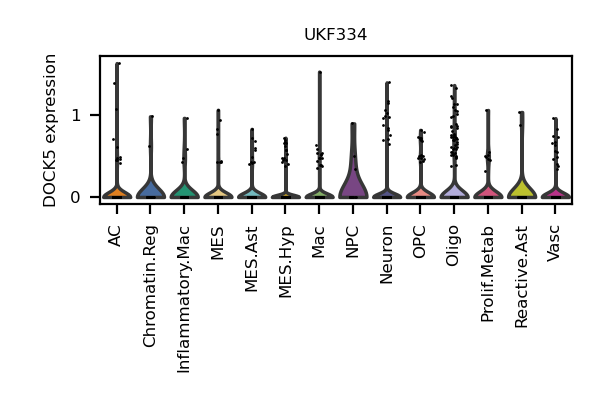 UKF334
DOCK5 expression
1
0
AC
Chromatin.Reg
Inflammatory.Mac
MES
MES.Ast
MES.Hyp
Mac
NPC
Neuron
OPC
Oligo
Prolif.Metab
Reactive.Ast
Vasc